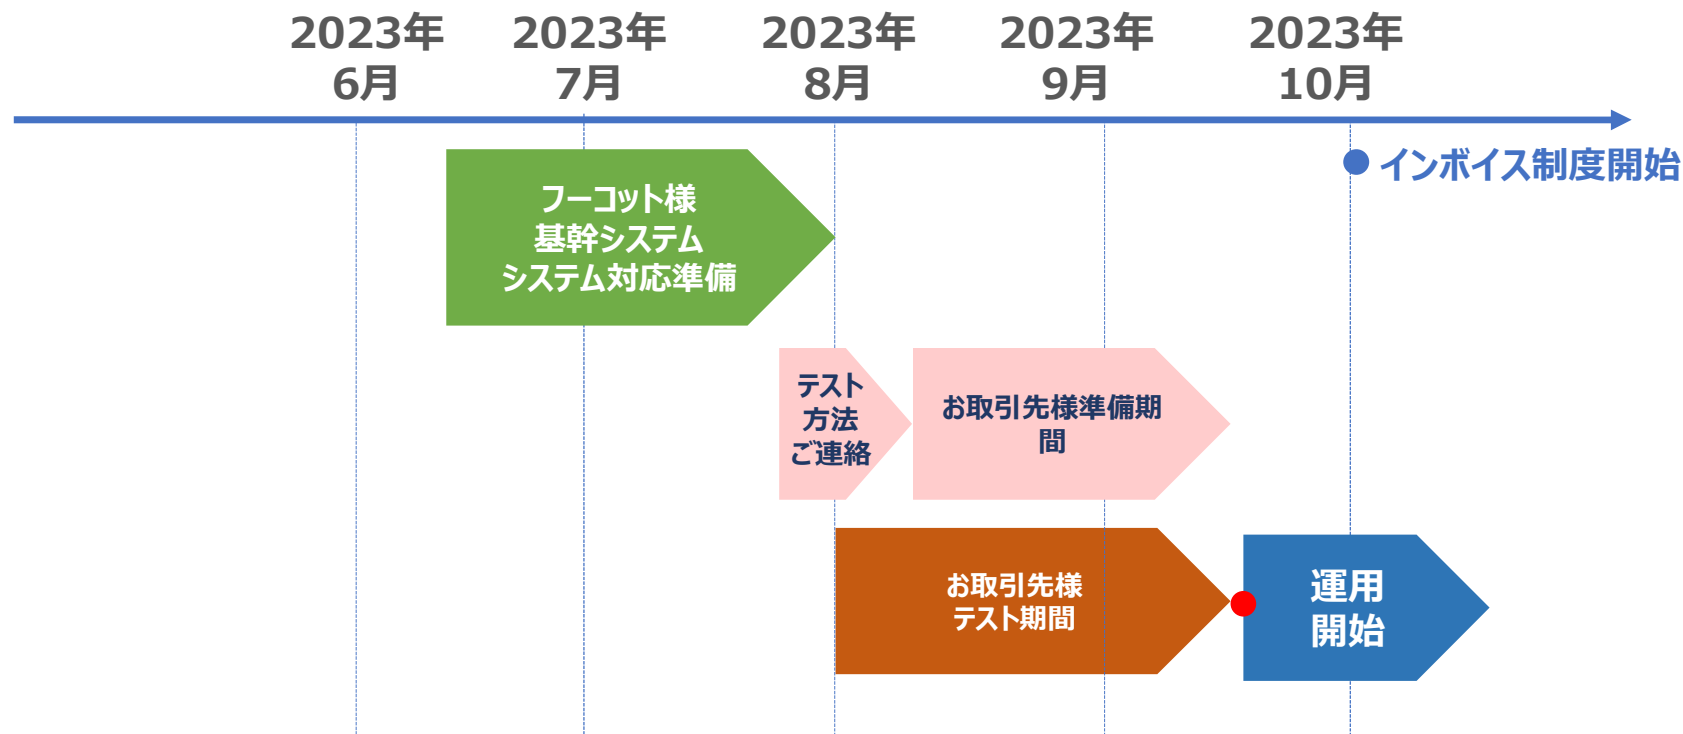 2023年
6月
2023年
7月
2023年
8月
2023年
9月
2023年
10月
インボイス制度開始
フーコット様
基幹システム
システム対応準備
テスト
方法
ご連絡
お取引先様準備期
間
お取引先様
テスト期間
運用
開始